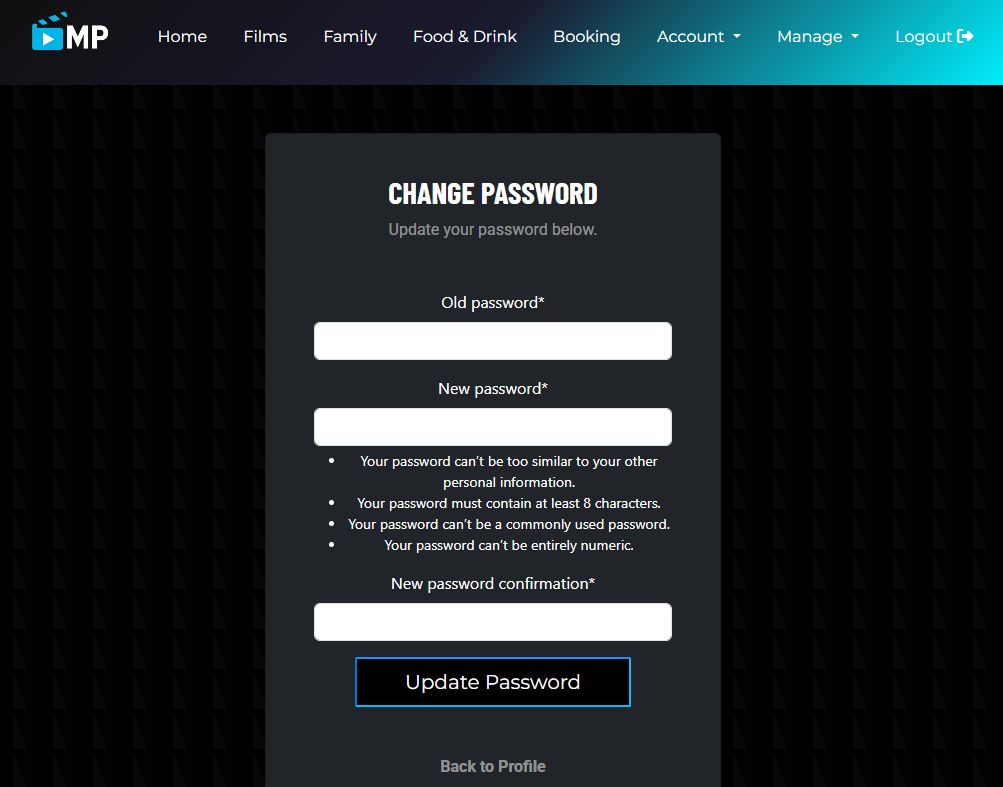 MP
Home Films Family Food & Drink Booking Account Manage Logout
CHANGE PASSWORD
Update your password below.
Old password*
New password*
• Your password can't be too similar to your other
personal information.
• Your password must contain at least 8 characters.
• Your password can't be a commonly used password.
• Your password can't be entirely numeric.
New password confirmation*
Update Password
Back to Profile